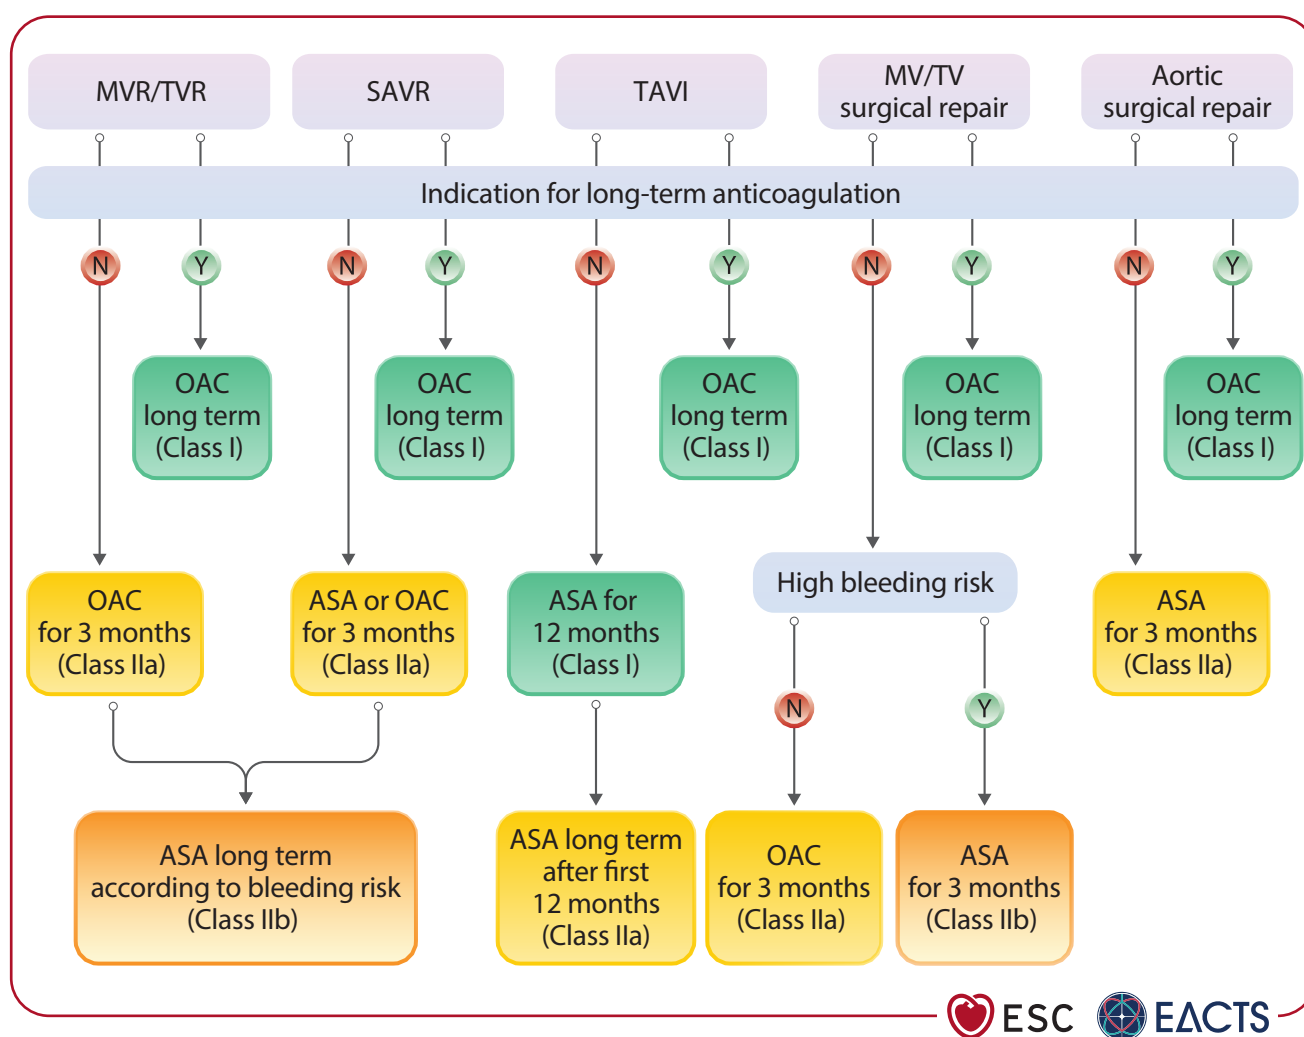 MVR/TVR
SAVR
TAVI
MV/TV
surgical repair
Aortic
surgical repair
Indication for long-term anticoagulation
N
Y
N
Y
N
Y
N
Y
N
Y
OAC
long term
(Class I)
OAC
long term
(Class I)
OAC
long term
(Class I)
OAC
long term
(Class I)
OAC
long term
(Class I)
OAC
for 3 months
(Class IIa)
ASA or OAC
for 3 months
(Class IIa)
ASA for
12 months
(Class I)
High bleeding risk
ASA
for 3 months
(Class IIa)
N
Y
ASA long term
according to bleeding risk
(Class IIb)
ASA long term
after first
12 months
(Class IIa)
OAC
for 3 months
(Class IIa)
ASA
for 3 months
(Class IIb)
ESC
EACTS